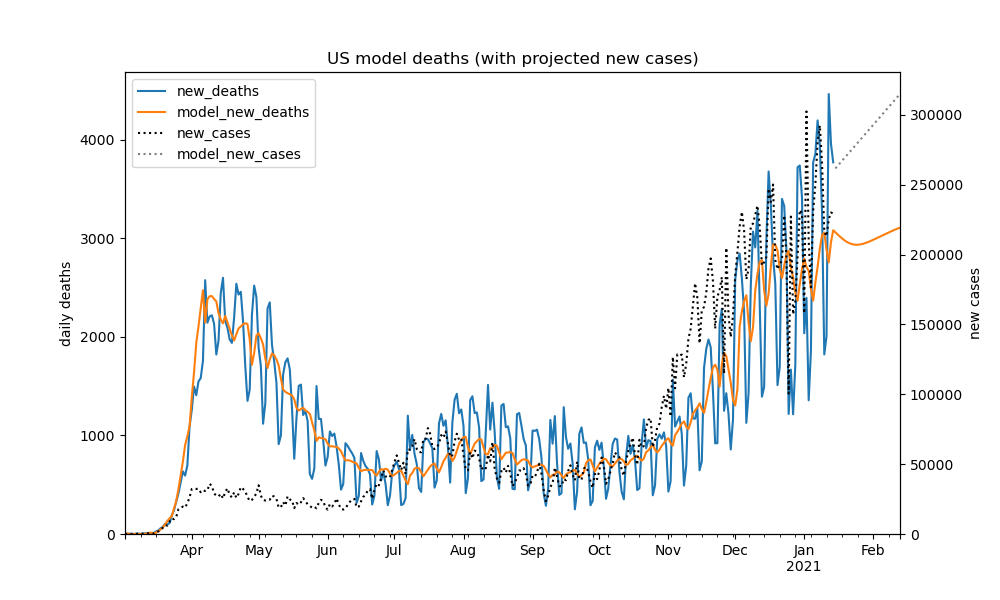 US model deaths (with projected new cases)
new_deaths
model_new_deaths
new_cases
model_new_cases
daily deaths
4000
3000
2000
1000
0
new cases
300000
250000
200000
150000
100000
50000
0
Apr May Jun Jul Aug Sep Oct Nov Dec Jan Feb
2021